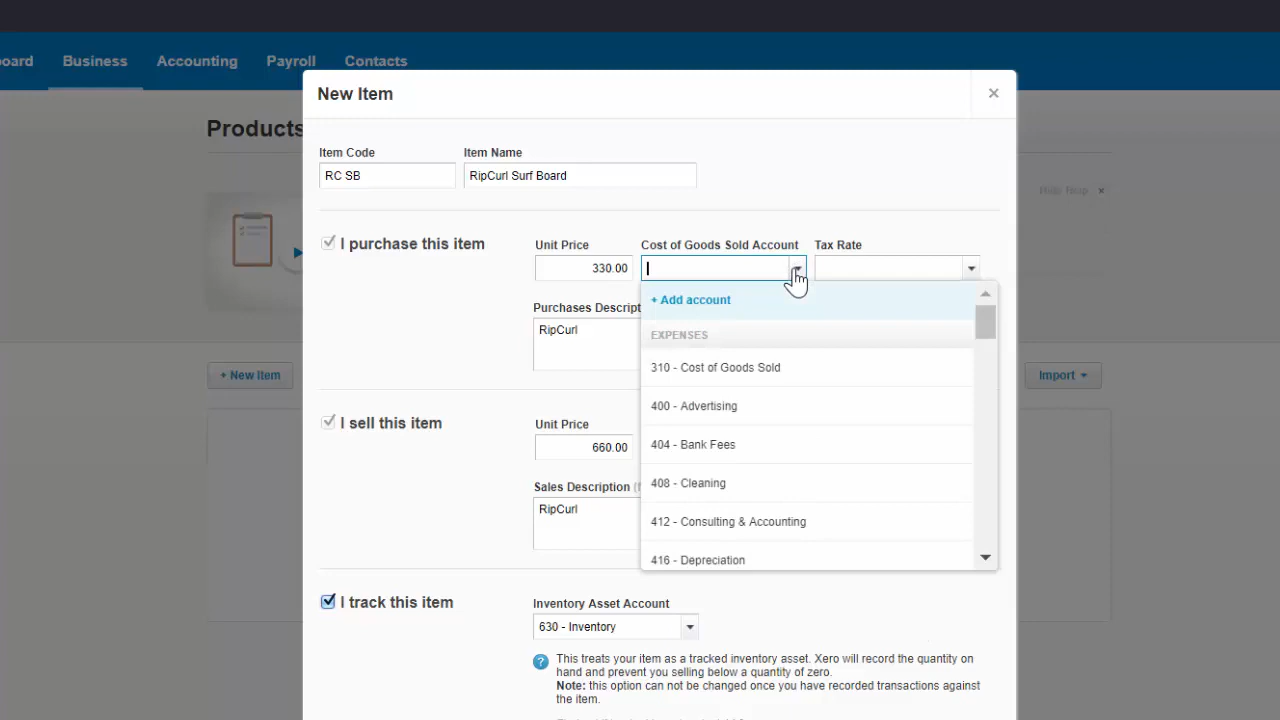 oard Business Accounting Payroll Contacts
New Item
Products
Item Code Item Name
RC SB RipCurl Surf Board
Help Prop
I purchase this item Unit Price Cost of Goods Sold Account Tax Rate
330.00
+ Add account
Purchases Descript
RipCurl
EXPENSES
310 - Cost of Goods Sold
+ New Item Import
400 - Advertising
I sell this item Unit Price
660.00
404 - Bank Fees
408 - Cleaning
Sales Description
RipCurl
412 - Consulting & Accounting
416 - Depreciation
I track this item Inventory Asset Account
630 - Inventory
This treats your item as a tracked inventory asset. Xero will record the quantity on
hand and prevent you selling below a quantity of zero.
Note: this option can not be changed once you have recorded transactions against
the item.